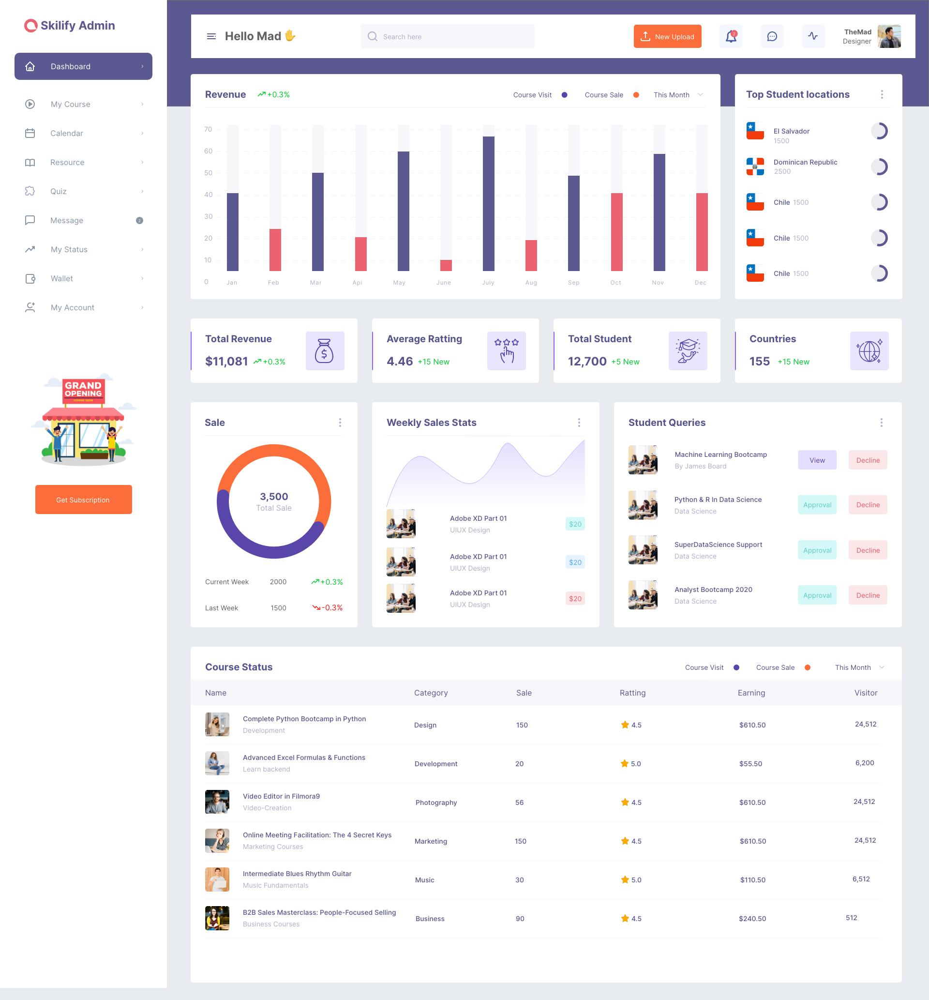 Skilify Admin
Dashboard
My Course
Calendar
Resource
Quiz
Message 2
My Status
Wallet
My Account
GRAND
OPENING
COMING SOON
Get Subscription
Hello Mad
Search here
New Upload
2
TheMad
Designer
Revenue +0.3%
Course Visit Course Sale This Month
70
60
50
40
30
20
10
0 Jan Feb Mar Api May June July Aug Sep Oct Nov Dec
Top Student locations
El Salvador
1500
Dominican Republic
2500
Chile 1500
Chile 1500
Chile 1500
Total Revenue
$11,081 +0.3%
Average Ratting
4.46 +15 New
Total Student
12,700 +5 New
Countries
155 +15 New
Sale
3,500
Total Sale
Current Week 2000 +0.3%
Last Week 1500 -0.3%
Weekly Sales Stats
Adobe XD Part 01
UIUX Design
$20
Adobe XD Part 01
UIUX Design
$20
Adobe XD Part 01
UIUX Design
$20
Student Queries
Machine Learning Bootcamp
By James Board
View Decline
Python & R In Data Science
Data Science
Approval Decline
SuperDataScience Support
Data Science
Approval Decline
Analyst Bootcamp 2020
Data Science
Approval Decline
Course Status
Course Visit Course Sale This Month
Name Category Sale Ratting Earning Visitor
Complete Python Bootcamp in Python
Development
Design 150 4.5 $610.50 24,512
Advanced Excel Formulas & Functions
Learn backend
Development 20 5.0 $55.50 6,200
Video Editor in Filmora9
Video-Creation
Photography 56 4.5 $610.50 24,512
Online Meeting Facilitation: The 4 Secret Keys
Marketing Courses
Marketing 150 4.5 $610.50 24,512
Intermediate Blues Rhythm Guitar
Music Fundamentals
Music 30 5.0 $110.50 6,512
B2B Sales Masterclass: People-Focused Selling
Business Courses
Business 90 4.5 $240.50 512